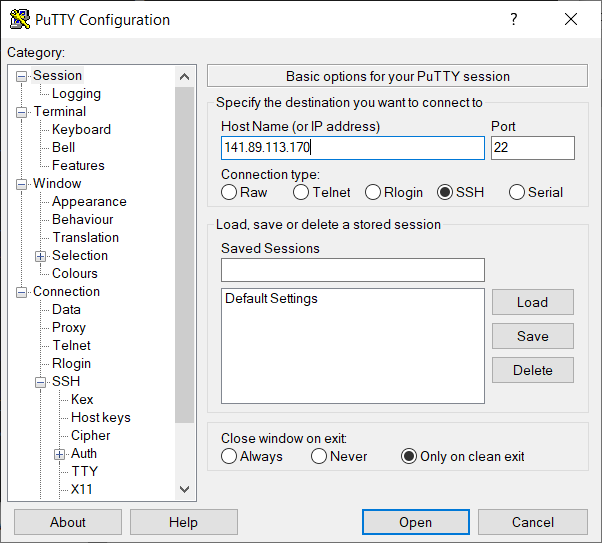 PuTTY Configuration
?
Category:
Session
Logging
Terminal
Keyboard
Bell
Features
Window
Appearance
Behaviour
Translation
Selection
Colours
Connection
Data
Proxy
Telnet
Rlogin
SSH
Kex
Host keys
Cipher
Auth
TTY
X11
Basic options for your PuTTY session
Specify the destination you want to connect to
Host Name (or IP address) Port
141.89.113.170 22
Connection type:
Raw Telnet Rlogin SSH Serial
Load, save or delete a stored session
Saved Sessions
Default Settings
Load
Save
Delete
Close window on exit:
Always Never Only on clean exit
About Help Open Cancel